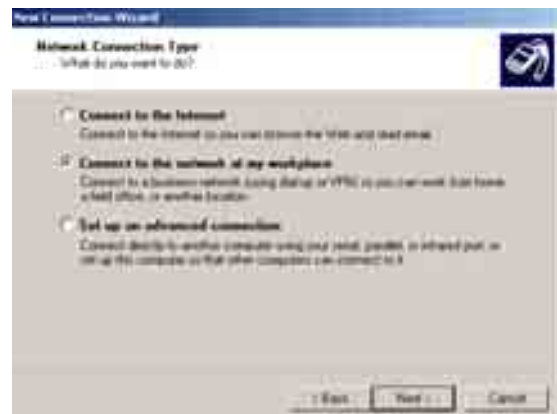 New Connection Wizard
Network Connection Type
What do you want to do?
Connect to the Internet
Connect to the Internet so you can browse the Web and read email.
Connect to the network at my workplace
Connect to a business network (using dial-up or VPN) so you can work from home,
a field office, or another location.
Set up an advanced connection
Connect directly to another computer using your serial, parallel, or infrared port, or
set up this computer so that other computers can connect to it.
< Back
Next >
Cancel